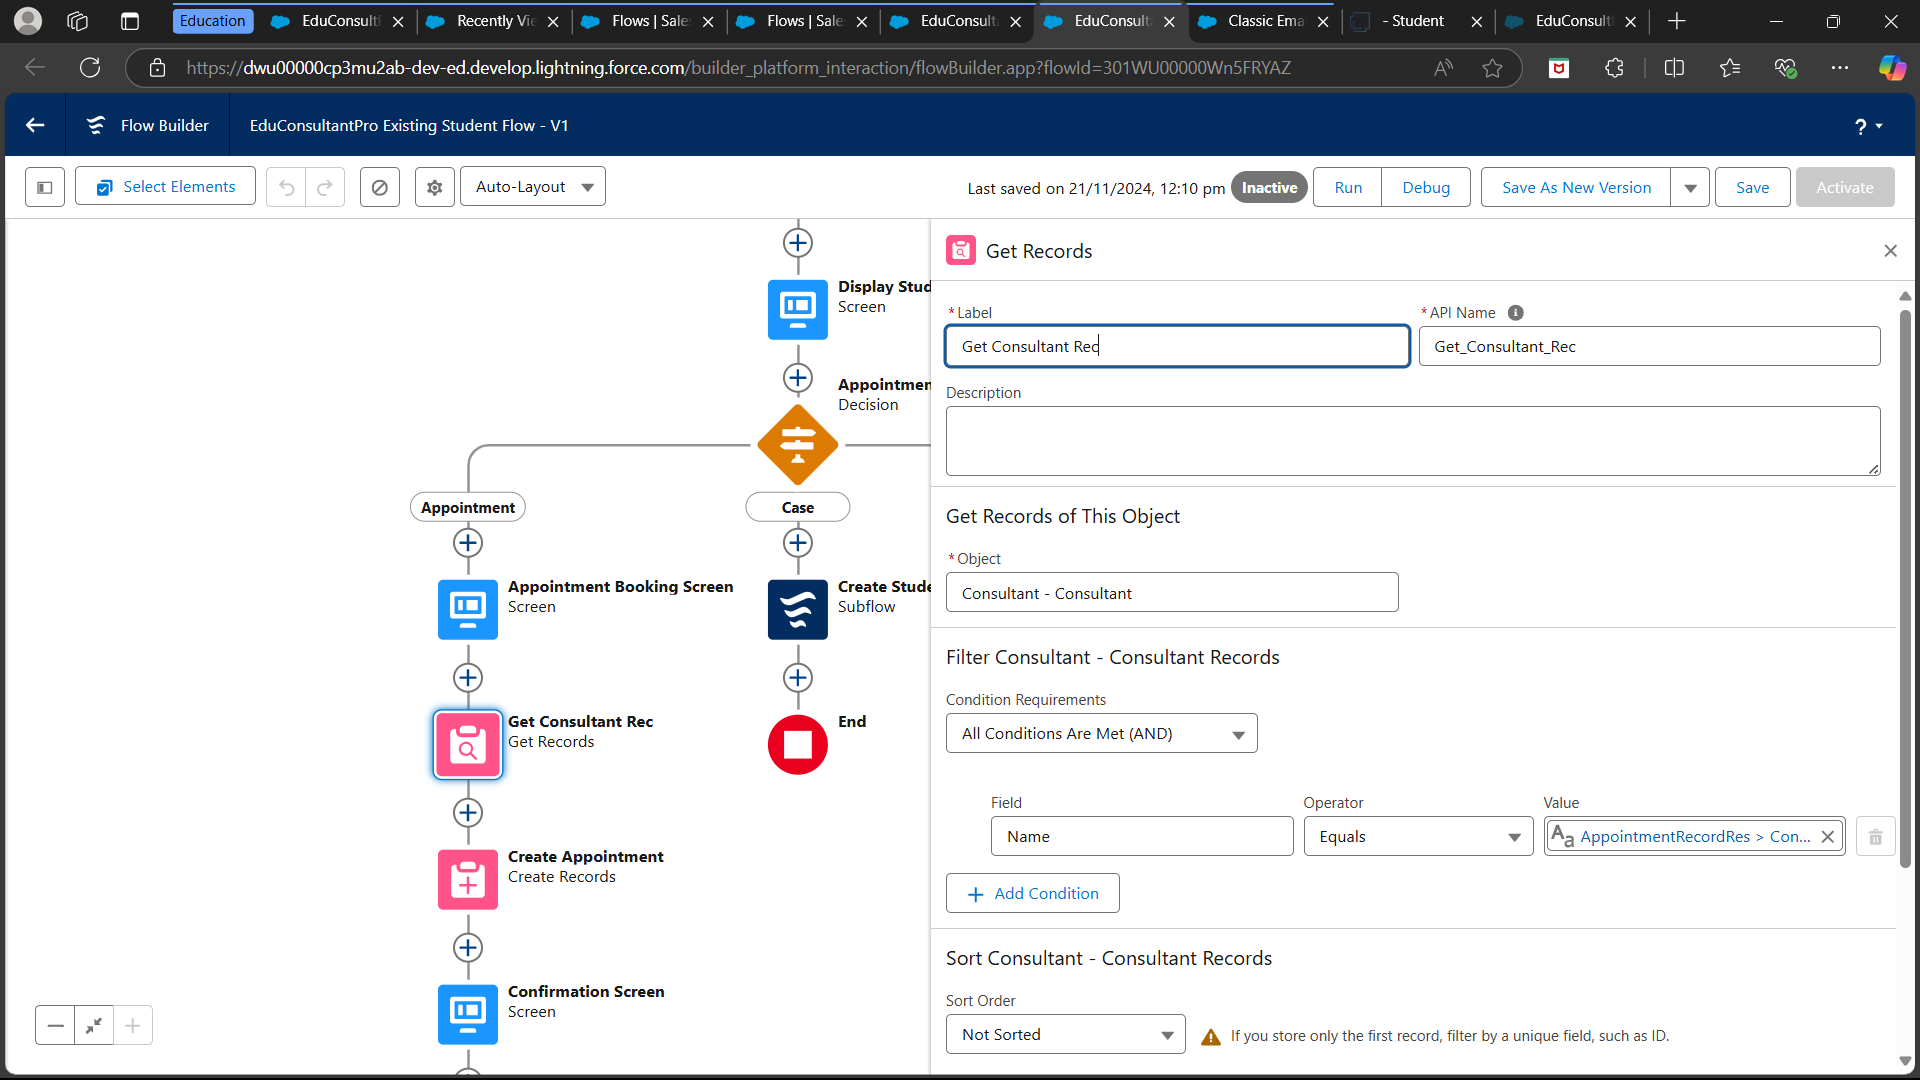 Education
EduConsult
Recently Vie
Flows | Sale
Flows | Sale
EduConsult
EduConsult
Classic Ema
- Student
EduConsult
https://dwu00000cp3mu2ab-dev-ed.develop.lightning.force.com/builder_platform_interaction/flowBuilder.app?flowId=301WU00000Wn5FRYAZ
Flow Builder
EduConsultantPro Existing Student Flow - V1
?
Select Elements
Auto-Layout
Last saved on 21/11/2024, 12:10 pm
Inactive
Run
Debug
Save As New Version
Save
Activate
Display Stud
Screen
Appointmen
Decision
Appointment
Case
Appointment Booking Screen
Screen
Create Stude
Subflow
Get Consultant Rec
Get Records
End
Create Appointment
Create Records
Confirmation Screen
Screen
Get Records
* Label
* API Name
Get Consultant Rec
Get_Consultant_Rec
Description
Get Records of This Object
* Object
Consultant - Consultant
Filter Consultant - Consultant Records
Condition Requirements
All Conditions Are Met (AND)
Field
Operator
Value
Name
Equals
Aa AppointmentRecordRes > Con...
Add Condition
Sort Consultant - Consultant Records
Sort Order
Not Sorted
If you store only the first record, filter by a unique field, such as ID.